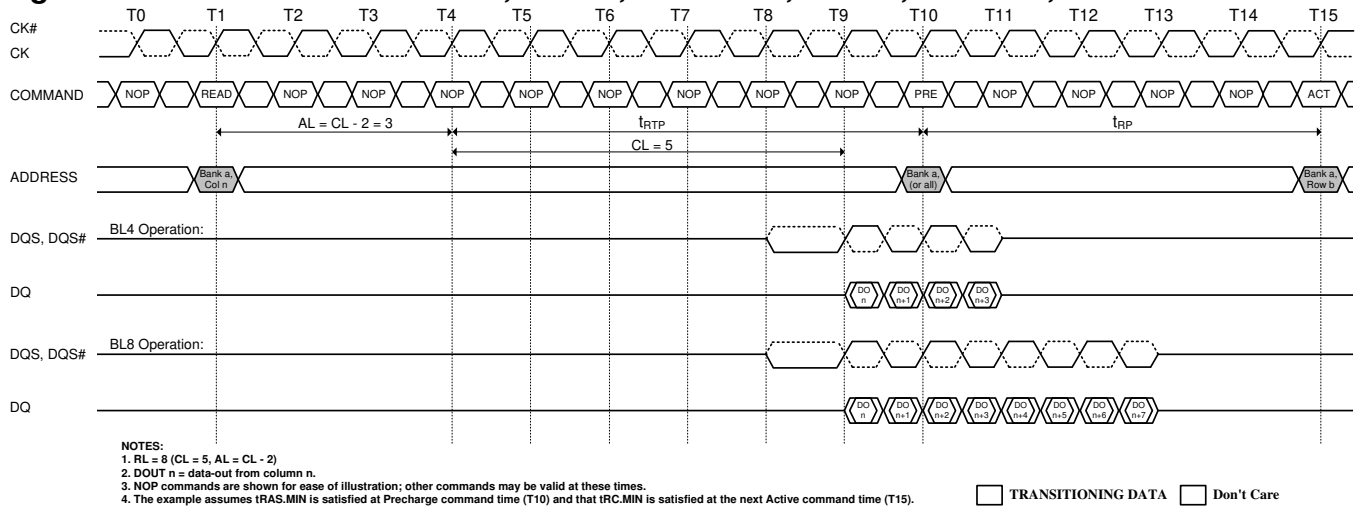 T0 T1 T2 T3 T4 T5 T6 T7 T8 T9 T10 T11 T12 T13 T14 T15
CK#
CK
COMMAND NOP READ NOP NOP NOP NOP NOP NOP NOP NOP PRE NOP NOP NOP NOP ACT
AL = CL - 2 = 3 tRTP tRP
CL = 5
ADDRESS
Bank a, Col n
Bank a, (or all)
Bank a, Row b
BL4 Operation:
DQS, DQS#
DQ
DO n
DO n+1
DO n+2
DO n+3
BL8 Operation:
DQS, DQS#
DQ
DO n
DO n+1
DO n+2
DO n+3
DO n+4
DO n+5
DO n+6
DO n+7
NOTES:
1. RL = 8 (CL = 5, AL = CL - 2)
2. DOUT n = data-out from column n.
3. NOP commands are shown for ease of illustration; other commands may be valid at these times.
4. The example assumes tRAS.MIN is satisfied at Precharge command time (T10) and that tRC.MIN is satisfied at the next Active command time (T15).
TRANSITIONING DATA Don't Care